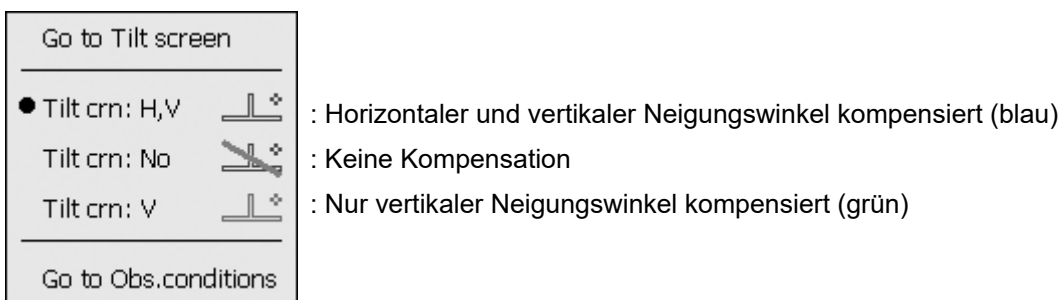 Go to Tilt screen
Tilt crn: H,V : Horizontaler und vertikaler Neigungswinkel kompensiert (blau)
Tilt crn: No : Keine Kompensation
Tilt crn: V : Nur vertikaler Neigungswinkel kompensiert (grün)
Go to Obs.conditions